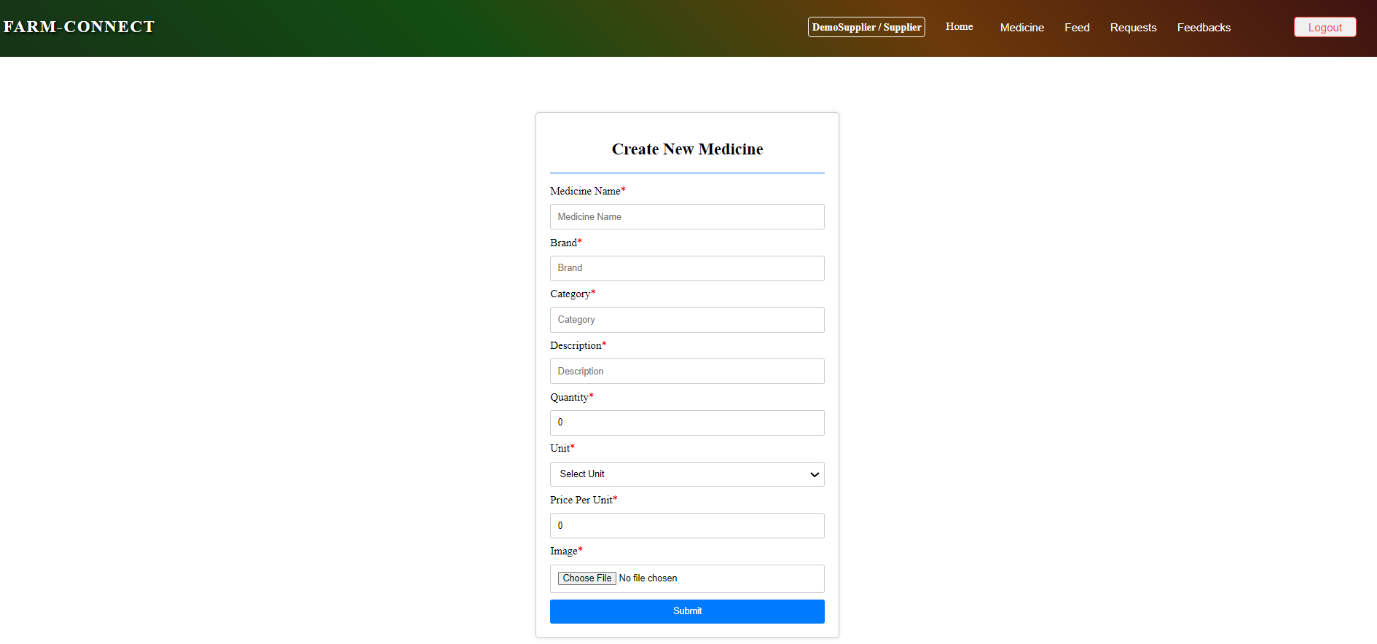 FARM-CONNECT
DemoSupplier / Supplier Home Medicine Feed Requests Feedbacks Logout
Create New Medicine
Medicine Name*
Medicine Name
Brand*
Brand
Category*
Category
Description*
Description
Quantity*
0
Unit*
Select Unit
Price Per Unit*
0
Image*
Choose File No file chosen
Submit